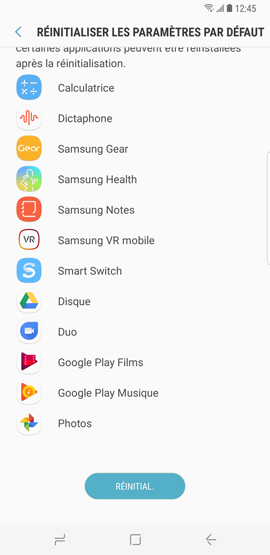 12:45
RÉINITIALISER LES PARAMÈTRES PAR DÉFAUT
certaines applications peuvent être réinstallées
après la réinitialisation.
Calculatrice
Dictaphone
Gear
Samsung Gear
Samsung Health
Samsung Notes
VR
Samsung VR mobile
S
Smart Switch
Disque
Duo
Google Play Films
Google Play Musique
Photos
RÉINITIAL.